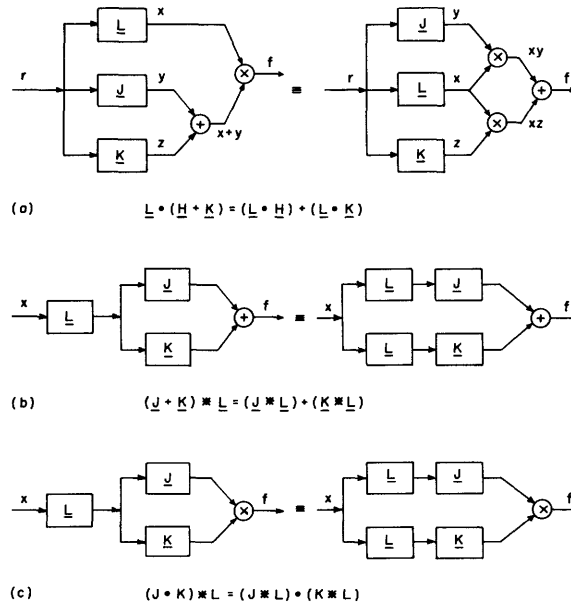 x
L
y
J
xy
r
J
y
f
≡
r
L
x
f
x+y
K
z
K
z
xz
(a) L • (H + K) = (L • H) + (L • K)
J
L
J
x
L
f
≡
x
f
K
L
K
(b) (J + K) * L = (J * L) + (K * L)
J
L
J
x
L
f
≡
x
f
K
L
K
(c) (J • K) * L = (J * L) • (K * L)